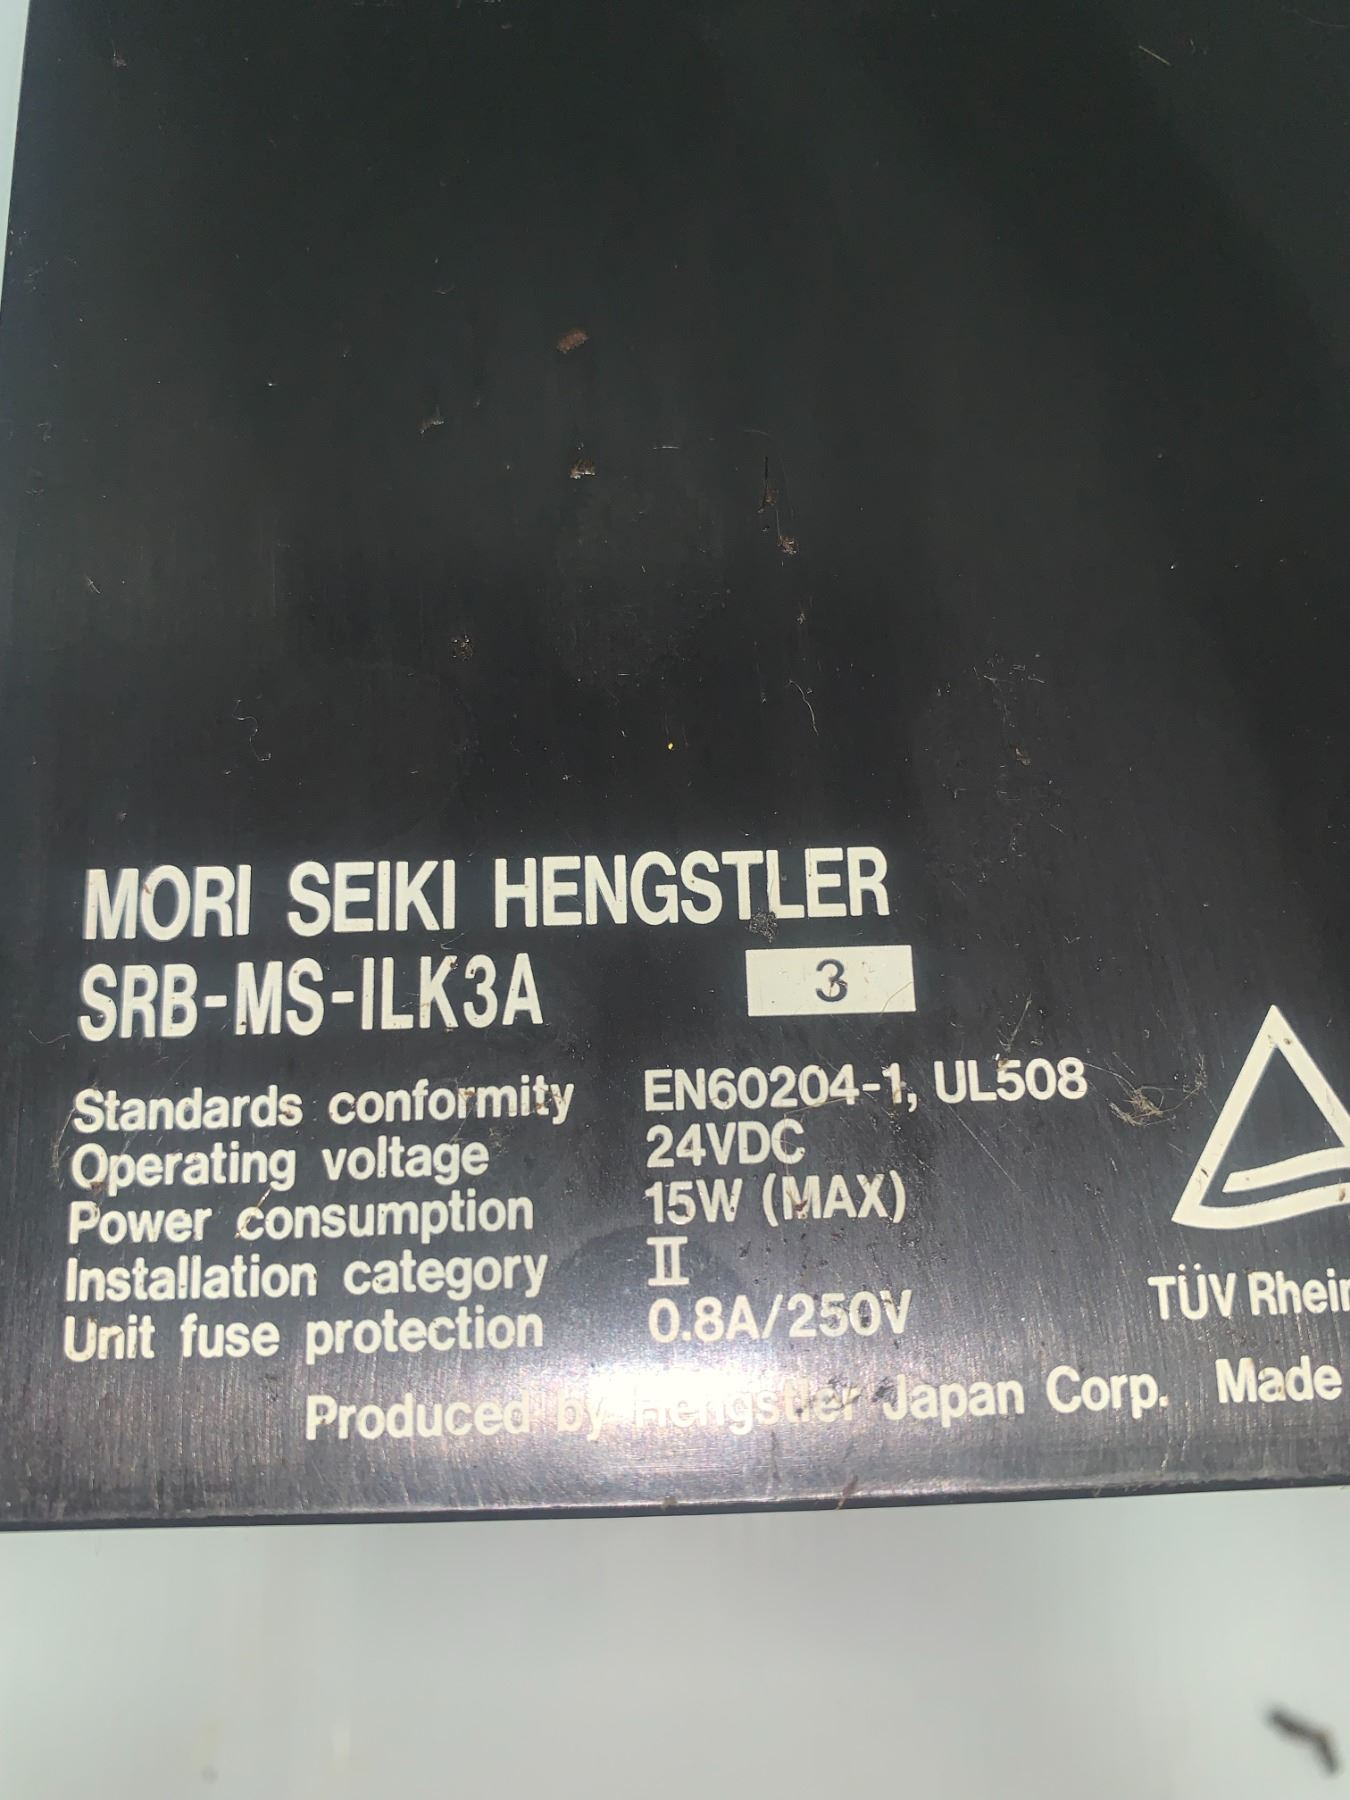 MORI SEIKI HENGSTLER
SRB-MS-ILK3A 3
Standards conformity EN60204-1, UL508
Operating voltage 24VDC
Power consumption 15W (MAX)
Installation category II
Unit fuse protection 0.8A/250V
TÜV Rhein
Produced by Hengstler Japan Corp. Made